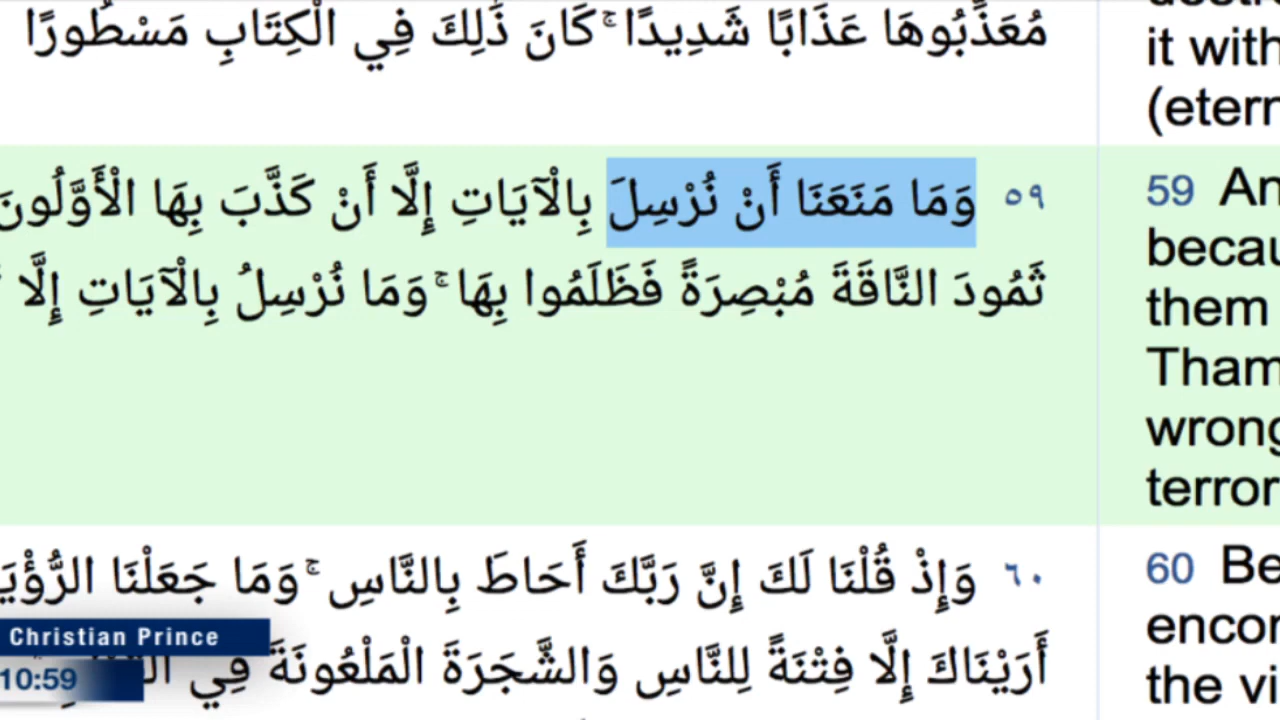 مُعَذِّبُوهَا عَذَابًا شَدِيدًا ۚ كَانَ ذَٰلِكَ فِي الْكِتَابِ مَسْطُورًا
it with
(etern
٥٩ وَمَا مَنَعَنَا أَنْ نُرْسِلَ بِالْآيَاتِ إِلَّا أَنْ كَذَّبَ بِهَا الْأَوَّلُونَ
ثَمُودَ النَّاقَةَ مُبْصِرَةً فَظَلَمُوا بِهَا ۚ وَمَا نُرْسِلُ بِالْآيَاتِ إِلَّا
59 An
becau
them
Tham
wrong
terror
٦٠ وَإِذْ قُلْنَا لَكَ إِنَّ رَبَّكَ أَحَاطَ بِالنَّاسِ ۚ وَمَا جَعَلْنَا الرُّؤْيَ
أَرَيْنَاكَ إِلَّا فِتْنَةً لِلنَّاسِ وَالشَّجَرَةَ الْمَلْعُونَةَ فِي
60 Be
encor
the vi
Christian Prince
10:59